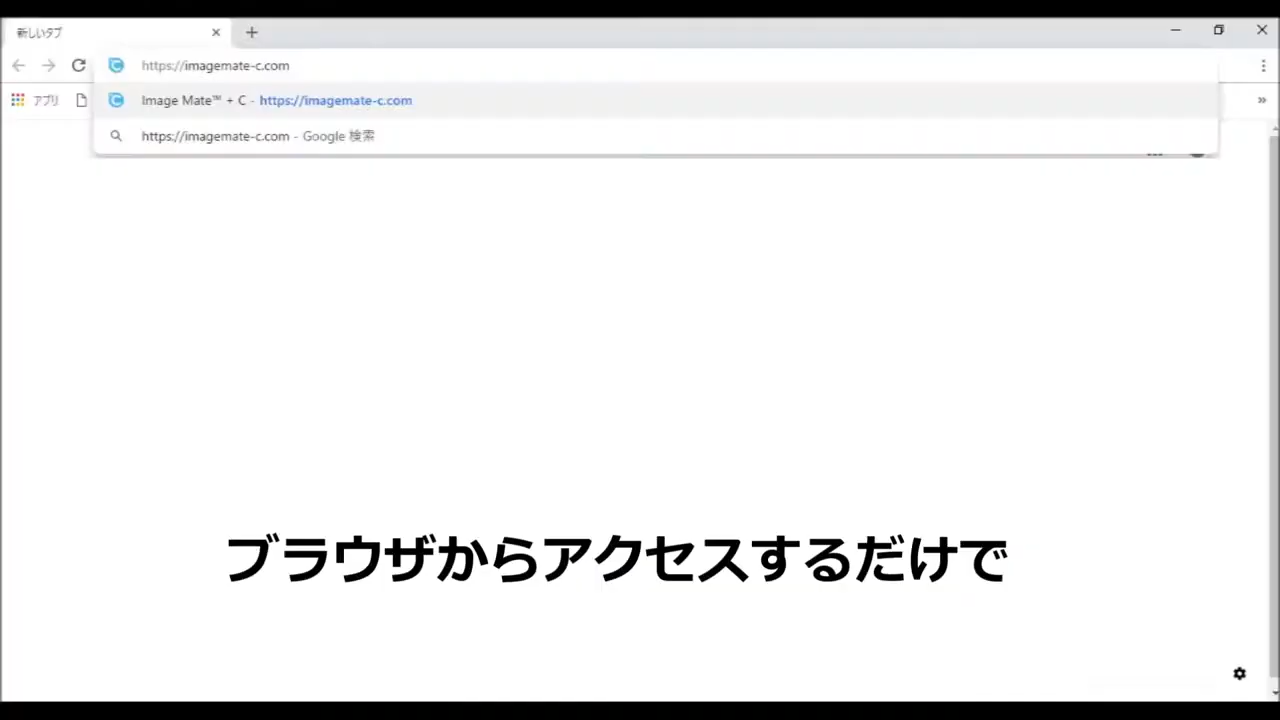 新しいタブ
https://imagemate-c.com
アプリ
Image Mate™ + C - https://imagemate-c.com
https://imagemate-c.com - Google 検索
ブラウザからアクセスするだけで